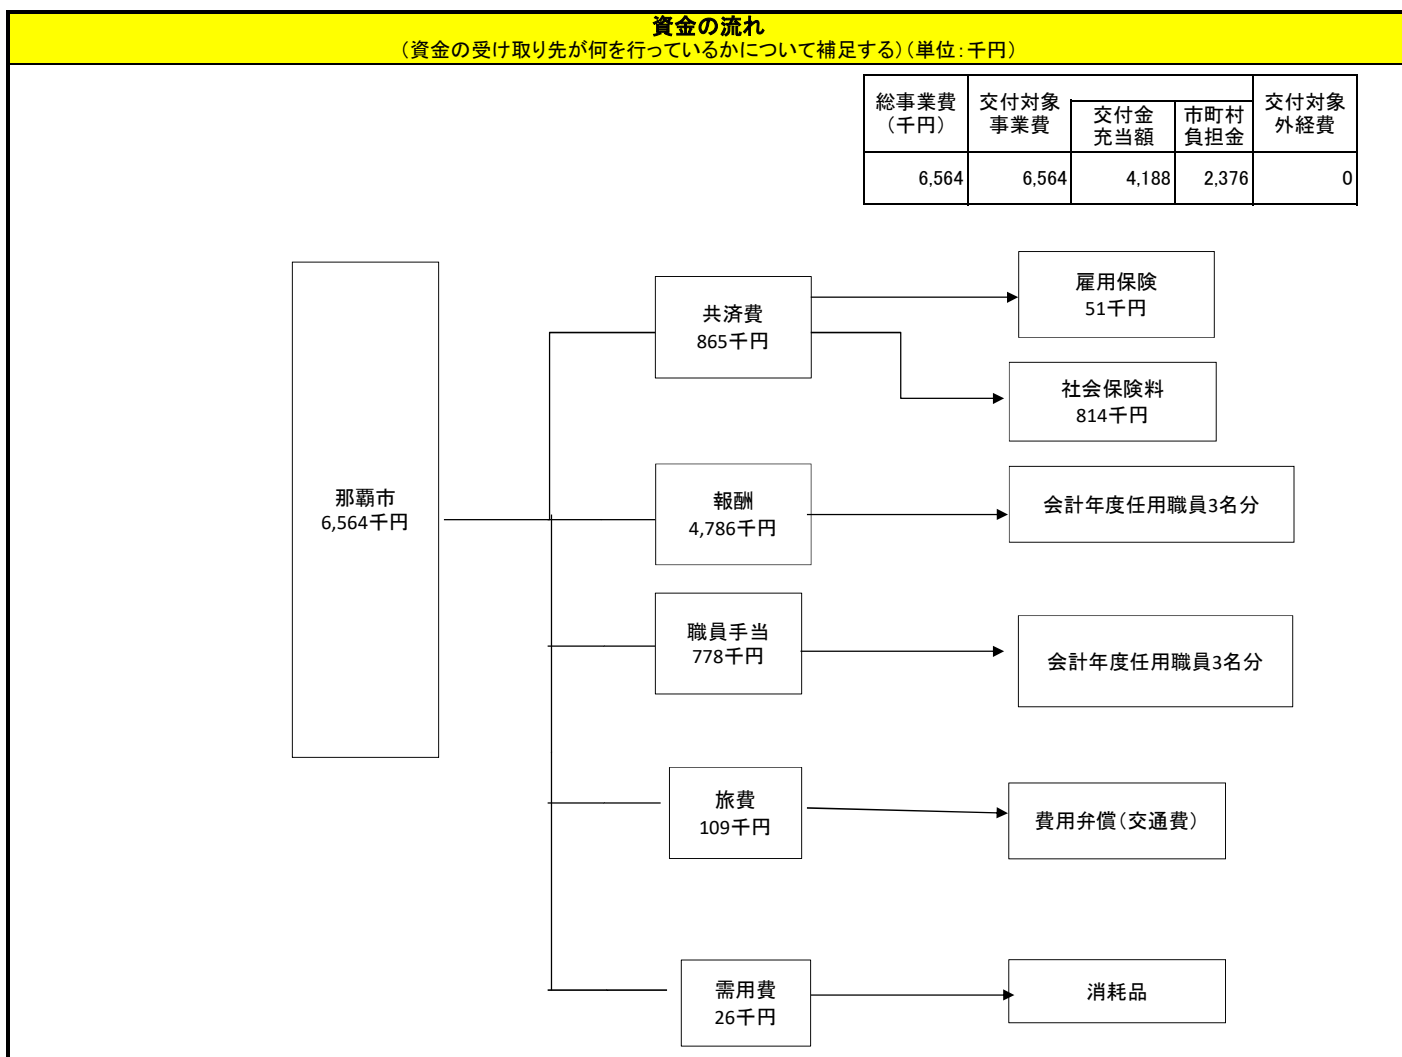 資金の流れ
（資金の受け取り先が何を行っているかについて補足する）（単位：千円）
総事業費
（千円）
交付対象
事業費
交付金
充当額
市町村
負担金
交付対象
外経費
6,564
6,564
4,188
2,376
0
那覇市
6,564千円
共済費
865千円
雇用保険
51千円
社会保険料
814千円
報酬
4,786千円
会計年度任用職員3名分
職員手当
778千円
会計年度任用職員3名分
旅費
109千円
費用弁償（交通費）
需用費
26千円
消耗品